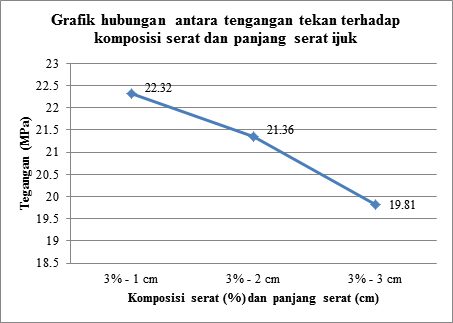 Grafik hubungan antara tengangan tekan terhadap
komposisi serat dan panjang serat ijuk
23
22.5
22
21.5
21
20.5
20
19.5
19
18.5
22.32
21.36
19.81
Tegangan (MPa)
3% - 1 cm
3% - 2 cm
3% - 3 cm
Komposisi serat (%)dan panjang serat (cm)